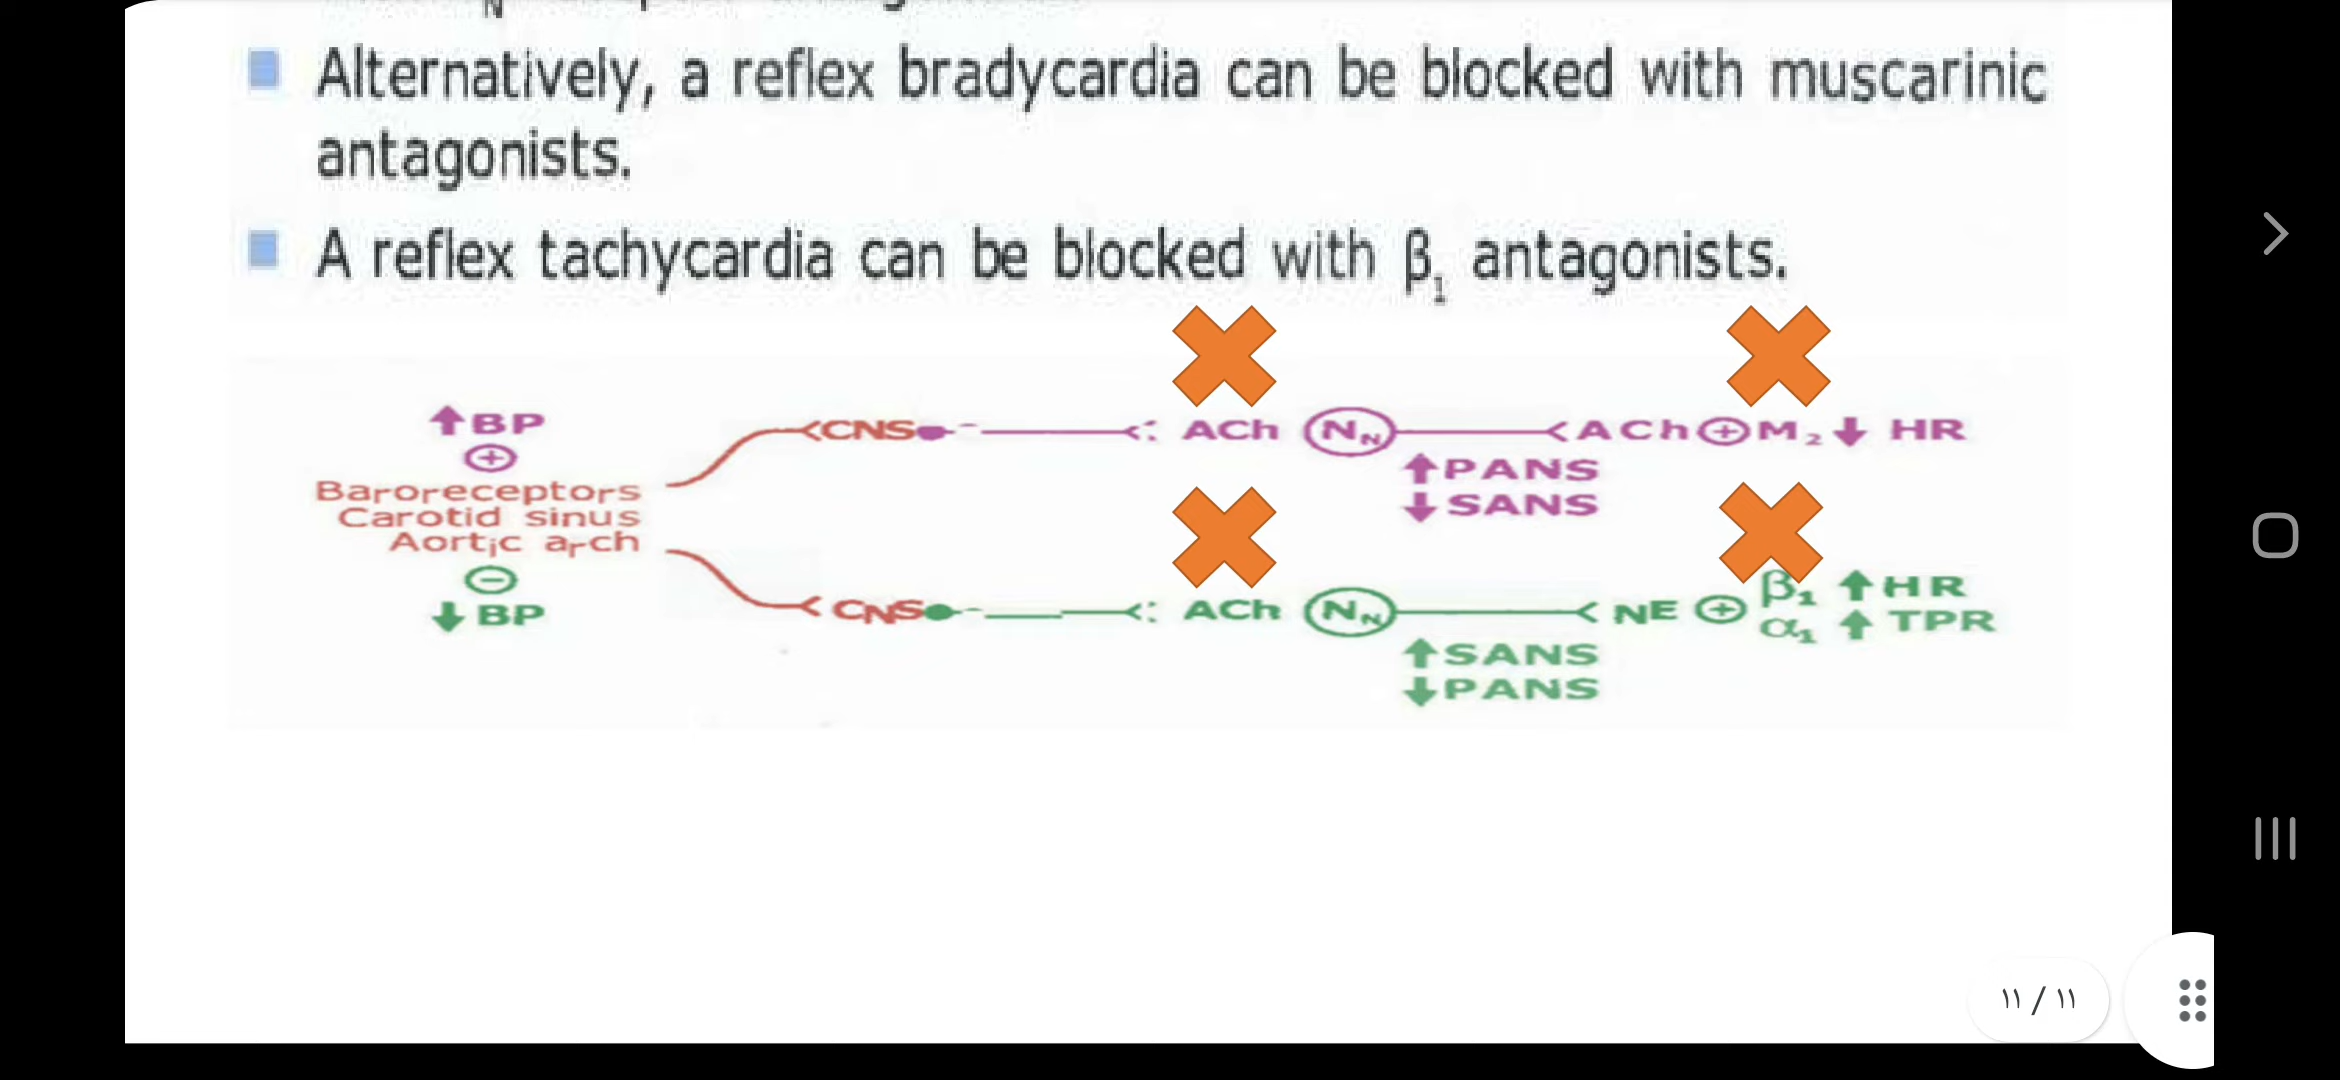 Alternatively, a reflex bradycardia can be blocked with muscarinic
antagonists.
A reflex tachycardia can be blocked with β₁ antagonists.
↑BP
⊕
Baroreceptors
Carotid sinus
Aortic arch
⊖
↓BP
CNS ACh N_N ACh⊕M₂↓ HR
↑PANS
↓SANS
CNS ACh N_N NE ⊕ β₁ ↑HR
α₁ ↑TPR
↑SANS
↓PANS
١١ / ١١